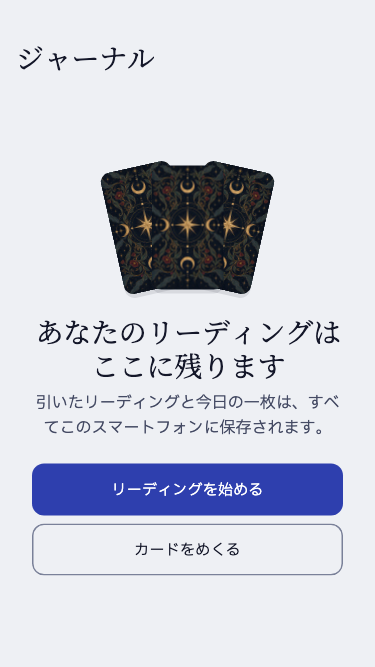 ジャーナル
あなたのリーディングは
ここに残ります
引いたリーディングと今日の一枚は、すべ
てこのスマートフォンに保存されます。
リーディングを始める
カードをめくる